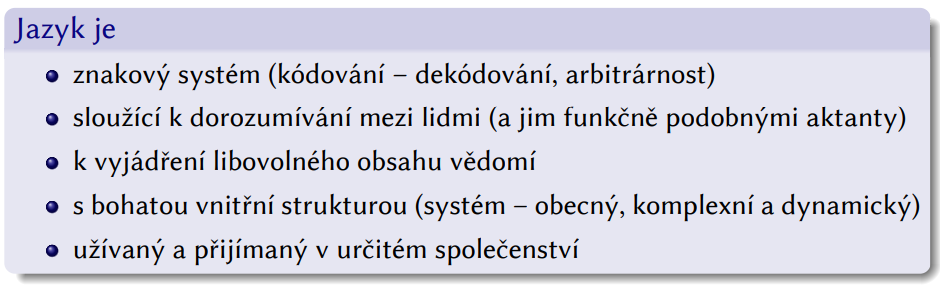 Jazyk je
znakový systém (kódování – dekódování, arbitrárnost)
sloužící k dorozumívání mezi lidmi (a jim funkčně podobnými aktanty)
k vyjádření libovolného obsahu vědomí
s bohatou vnitřní strukturou (systém – obecný, komplexní a dynamický)
užívaný a přijímaný v určitém společenství